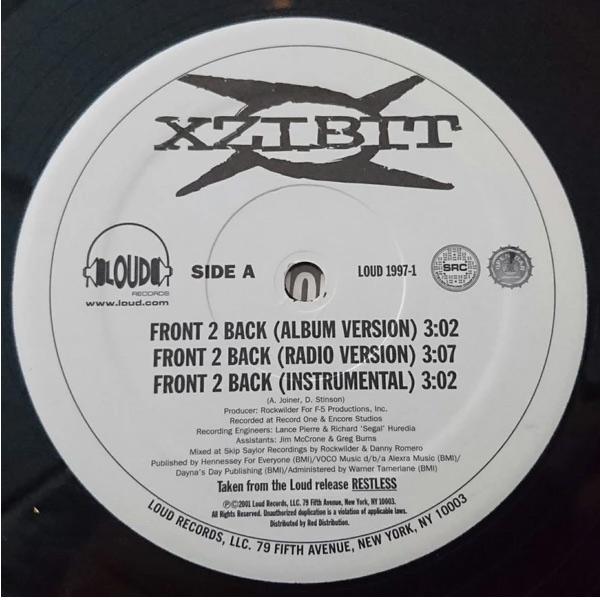 XZIBIT
LOUD
RECORDS
www.loud.com
SIDE A
LOUD 1997-1
SRC
FRONT 2 BACK (ALBUM VERSION) 3:02
FRONT 2 BACK (RADIO VERSION) 3:07
FRONT 2 BACK (INSTRUMENTAL) 3:02
(A. Joiner, D. Stinson)
Producer: Rockwilder For F-5 Productions, Inc.
Recorded at Record One & Encore Studios
Recording Engineers: Lance Pierre & Richard 'Segal' Huredia
Assistants: Jim McCrone & Greg Burns
Mixed at Skip Saylor Recordings by Rockwilder & Danny Romero
Published by Hennessey For Everyone (BMI)/VOCO Music d/b/a Alexra Music (BMI)/
Dayna's Day Publishing (BMI)/Administered by Warner Tamerlane (BMI)
Taken from the Loud release RESTLESS
℗©2001 Loud Records, LLC. 79 Fifth Avenue, New York, NY 10003.
All Rights Reserved. Unauthorized duplication is a violation of applicable laws.
Distributed by Red Distribution.
LOUD RECORDS, LLC. 79 FIFTH AVENUE, NEW YORK, NY 10003